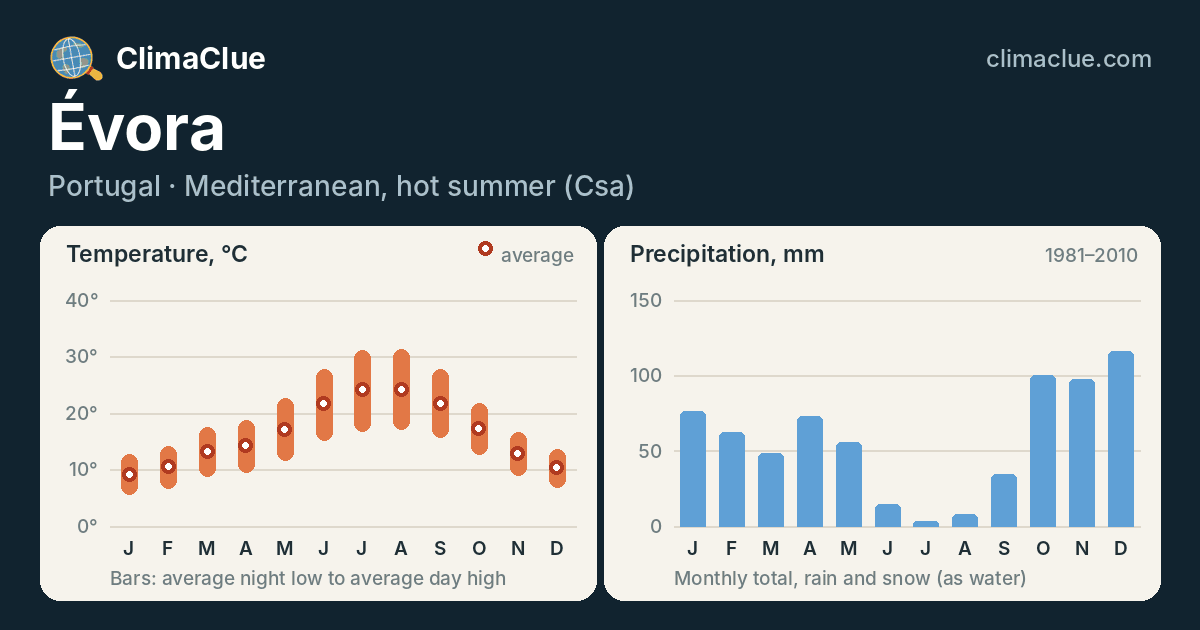 ClimaClue
climaclue.com
Évora
Portugal · Mediterranean, hot summer (Csa)
Temperature, °C
average
40°
30°
20°
10°
0°
J F M A M J J A S O N D
Bars: average night low to average day high
Precipitation, mm
1981–2010
150
100
50
0
J F M A M J J A S O N D
Monthly total, rain and snow (as water)